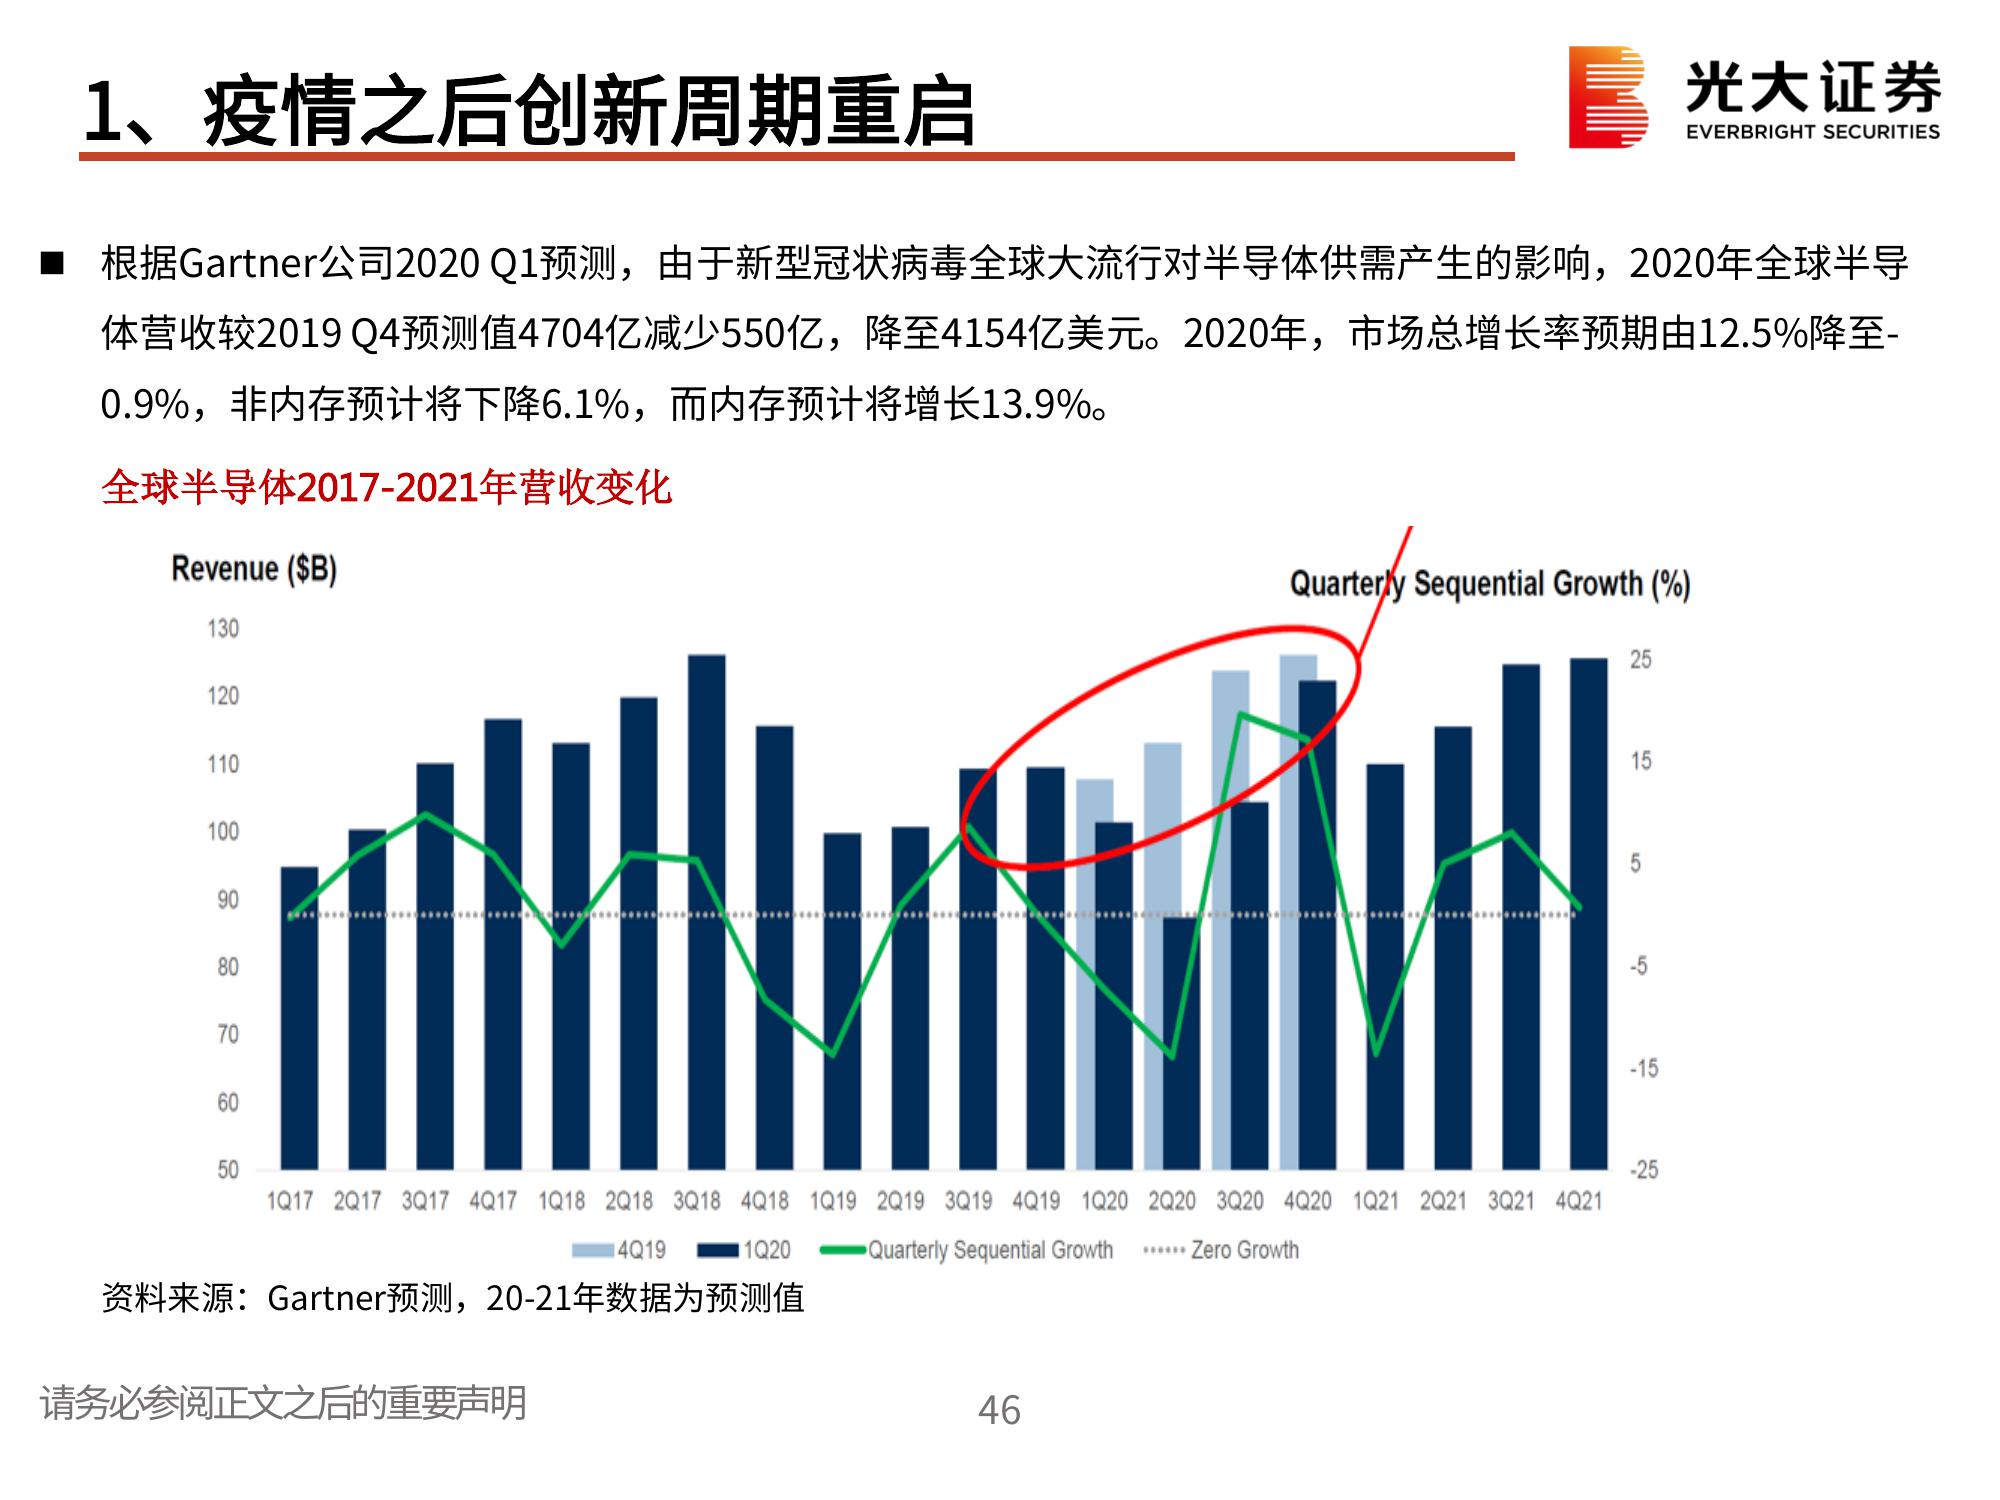 1、疫情之后创新周期重启
光大证券
EVERBRIGHT SECURITIES
■ 根据Gartner公司2020 Q1预测，由于新型冠状病毒全球大流行对半导体供需产生的影响，2020年全球半导
体营收较2019 Q4预测值4704亿减少550亿，降至4154亿美元。2020年，市场总增长率预期由12.5%降至-
0.9%，非内存预计将下降6.1%，而内存预计将增长13.9%。
全球半导体2017-2021年营收变化
Revenue ($B)
Quarterly Sequential Growth (%)
130
120
110
100
90
80
70
60
50
25
15
5
-5
-15
-25
1Q17 2Q17 3Q17 4Q17 1Q18 2Q18 3Q18 4Q18 1Q19 2Q19 3Q19 4Q19 1Q20 2Q20 3Q20 4Q20 1Q21 2Q21 3Q21 4Q21
4Q19 1Q20 Quarterly Sequential Growth Zero Growth
资料来源：Gartner预测，20-21年数据为预测值
请务必参阅正文之后的重要声明
46